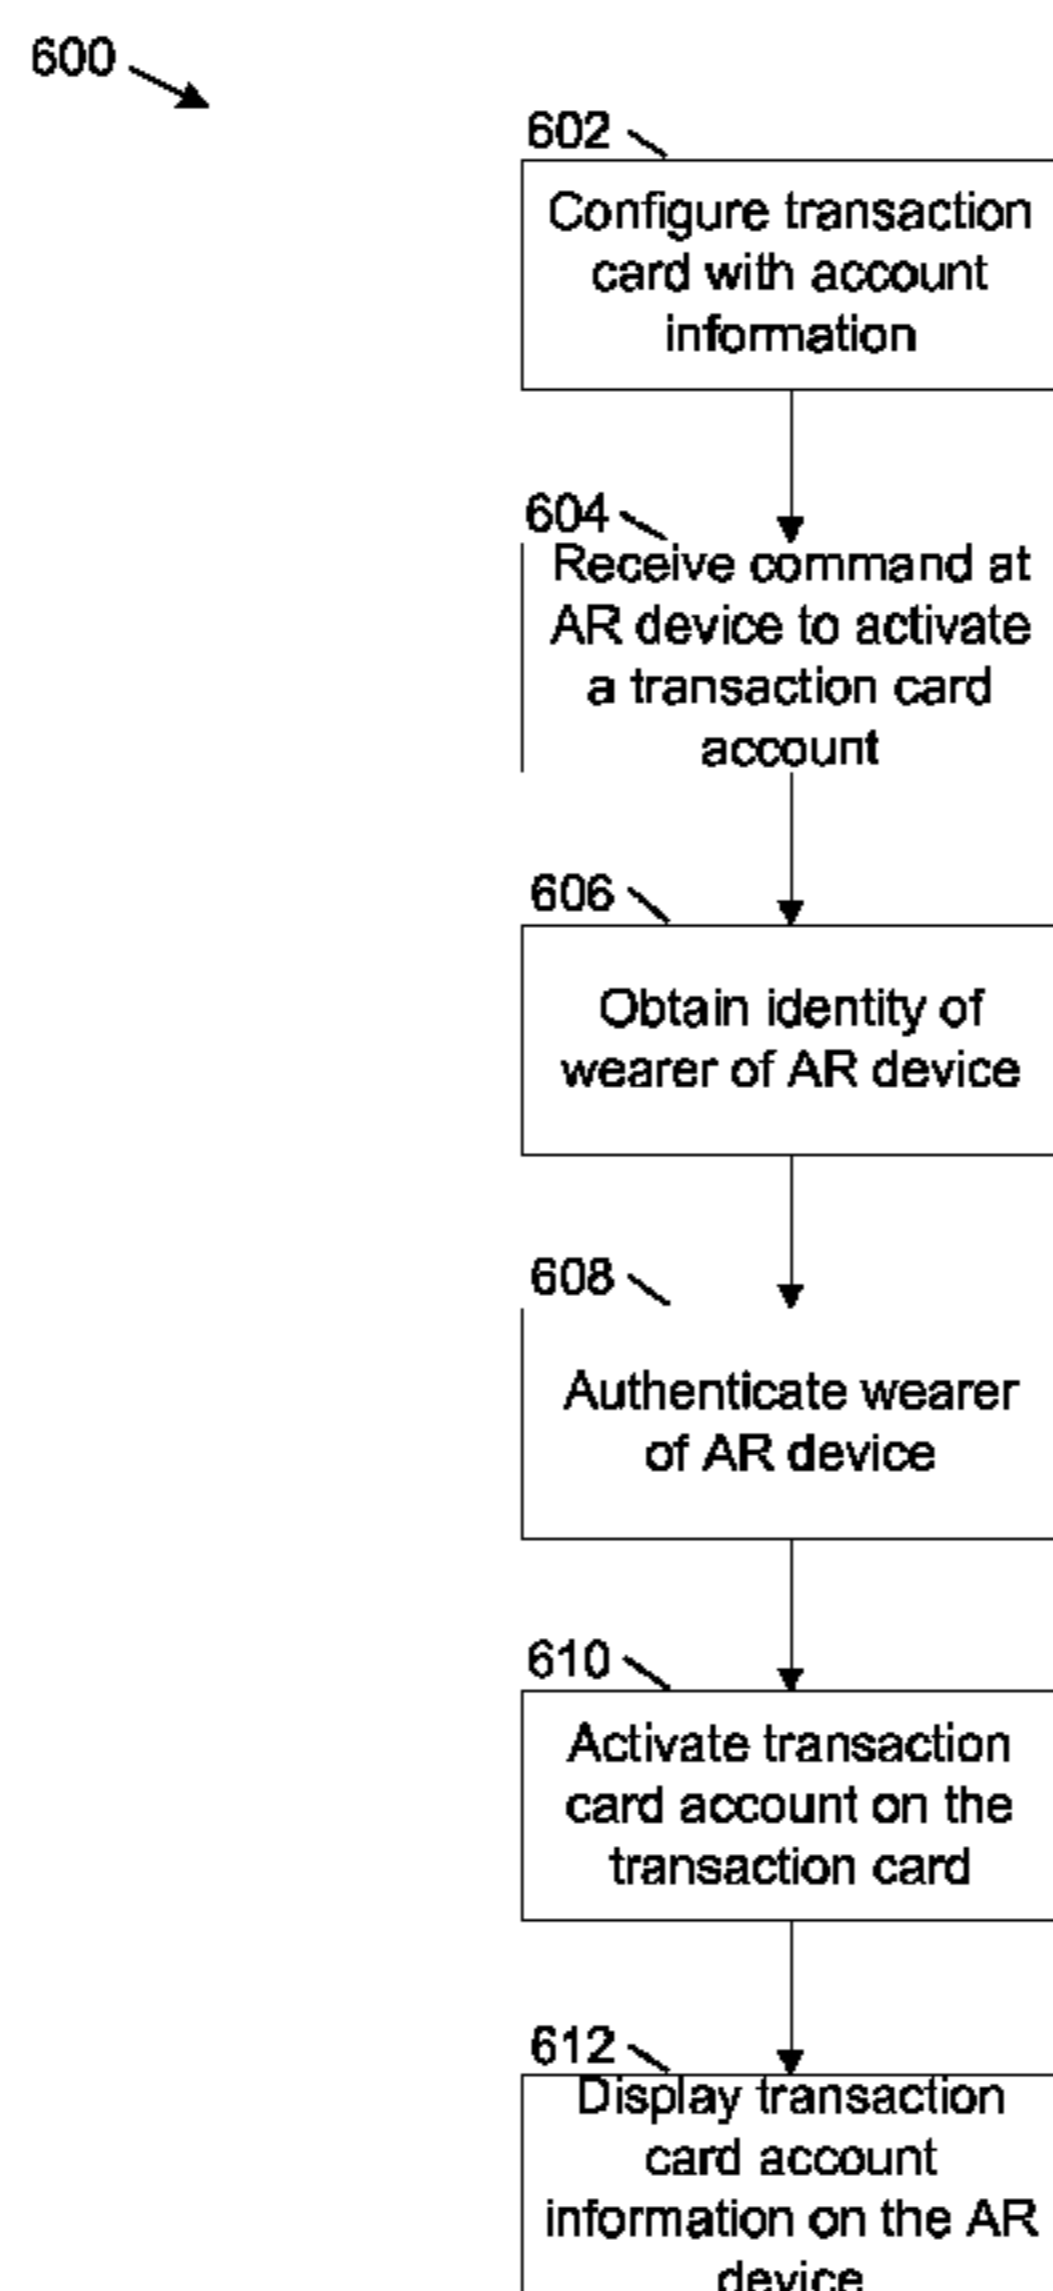 600
602
Configure transaction
card with account
information
604
Receive command at
AR device to activate
a transaction card
account
606
Obtain identity of
wearer of AR device
608
Authenticate wearer
of AR device
610
Activate transaction
card account on the
transaction card
612
Display transaction
card account
information on the AR
device